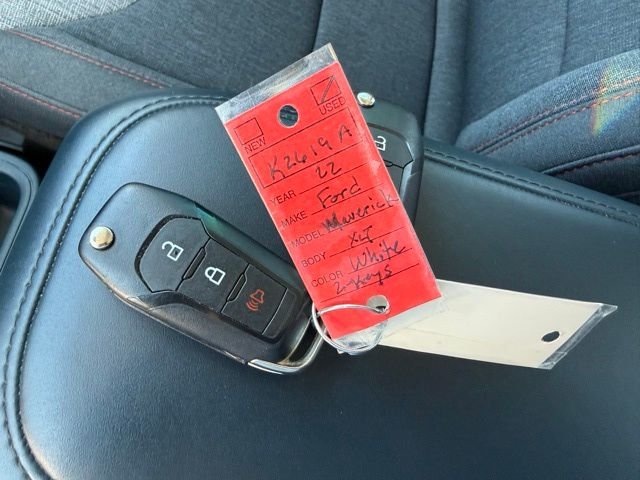 NEW USED
K2619A
YEAR 22
MAKE Ford
MODEL Maverick
BODY XLT
COLOR White
2-Keys